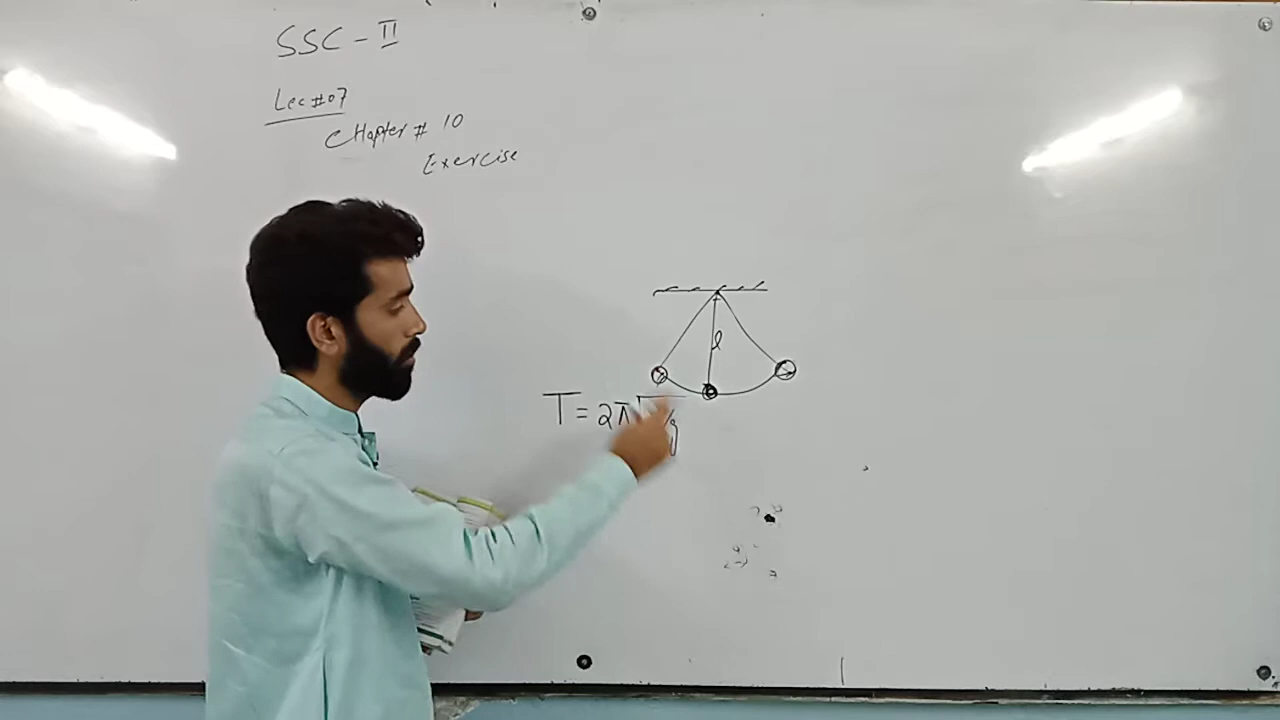 SSC - II
Lec #07
CHapter # 10
Exercise
l
T = 2π√ /g